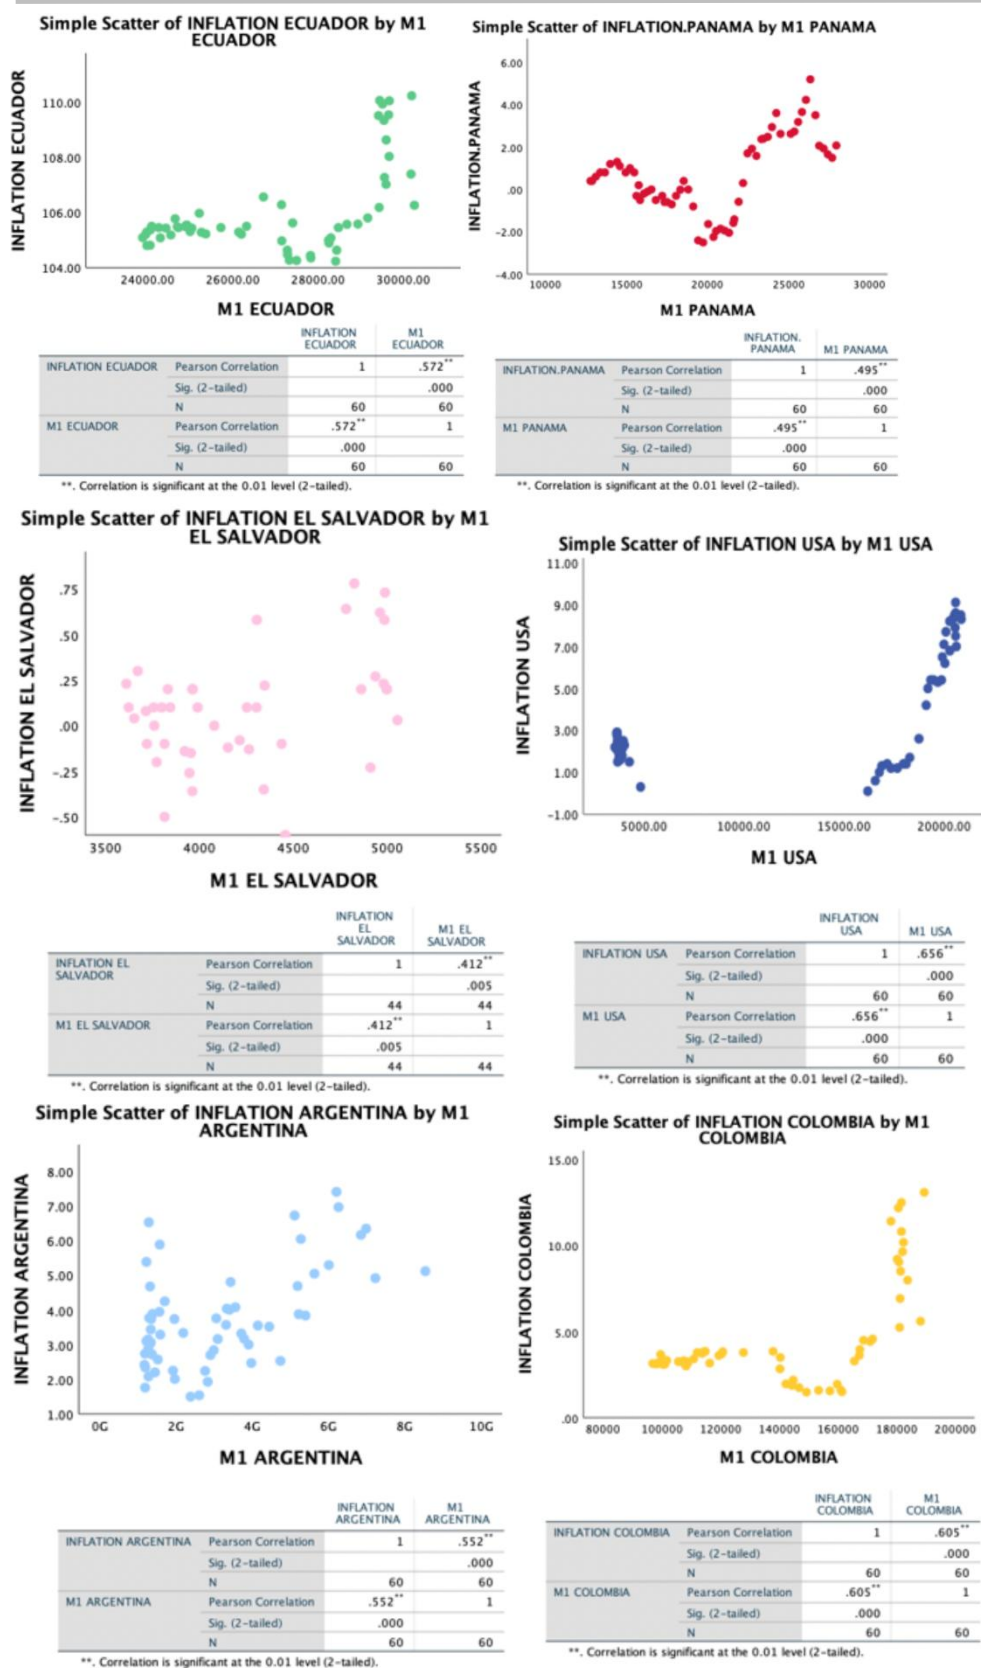 Simple Scatter of INFLATION ECUADOR by M1
ECUADOR
INFLATION ECUADOR
110.00
108.00
106.00
104.00
24000.00 26000.00 28000.00 30000.00
M1 ECUADOR
INFLATION
ECUADOR
M1
ECUADOR
INFLATION ECUADOR Pearson Correlation 1 .572**
Sig. (2-tailed) .000
N 60 60
M1 ECUADOR Pearson Correlation .572** 1
Sig. (2-tailed) .000
N 60 60
**. Correlation is significant at the 0.01 level (2-tailed).
Simple Scatter of INFLATION.PANAMA by M1 PANAMA
INFLATION.PANAMA
6.00
4.00
2.00
.00
-2.00
-4.00
10000 15000 20000 25000 30000
M1 PANAMA
INFLATION.
PANAMA
M1 PANAMA
INFLATION.PANAMA Pearson Correlation 1 .495**
Sig. (2-tailed) .000
N 60 60
M1 PANAMA Pearson Correlation .495** 1
Sig. (2-tailed) .000
N 60 60
**. Correlation is significant at the 0.01 level (2-tailed).
Simple Scatter of INFLATION EL SALVADOR by M1
EL SALVADOR
INFLATION EL SALVADOR
.75
.50
.25
.00
-.25
-.50
3500 4000 4500 5000 5500
M1 EL SALVADOR
INFLATION
EL
SALVADOR
M1 EL
SALVADOR
INFLATION EL
SALVADOR
Pearson Correlation 1 .412**
Sig. (2-tailed) .005
N 44 44
M1 EL SALVADOR Pearson Correlation .412** 1
Sig. (2-tailed) .005
N 44 44
**. Correlation is significant at the 0.01 level (2-tailed).
Simple Scatter of INFLATION USA by M1 USA
INFLATION USA
11.00
9.00
7.00
5.00
3.00
1.00
-1.00
5000.00 10000.00 15000.00 20000.00
M1 USA
INFLATION
USA
M1 USA
INFLATION USA Pearson Correlation 1 .656**
Sig. (2-tailed) .000
N 60 60
M1 USA Pearson Correlation .656** 1
Sig. (2-tailed) .000
N 60 60
**. Correlation is significant at the 0.01 level (2-tailed).
Simple Scatter of INFLATION ARGENTINA by M1
ARGENTINA
INFLATION ARGENTINA
8.00
7.00
6.00
5.00
4.00
3.00
2.00
1.00
0G 2G 4G 6G 8G 10G
M1 ARGENTINA
INFLATION
ARGENTINA
M1
ARGENTINA
INFLATION ARGENTINA Pearson Correlation 1 .552**
Sig. (2-tailed) .000
N 60 60
M1 ARGENTINA Pearson Correlation .552** 1
Sig. (2-tailed) .000
N 60 60
**. Correlation is significant at the 0.01 level (2-tailed).
Simple Scatter of INFLATION COLOMBIA by M1
COLOMBIA
INFLATION COLOMBIA
15.00
10.00
5.00
.00
80000 100000 120000 140000 160000 180000 200000
M1 COLOMBIA
INFLATION
COLOMBIA
M1
COLOMBIA
INFLATION COLOMBIA Pearson Correlation 1 .605**
Sig. (2-tailed) .000
N 60 60
M1 COLOMBIA Pearson Correlation .605** 1
Sig. (2-tailed) .000
N 60 60
**. Correlation is significant at the 0.01 level (2-tailed).